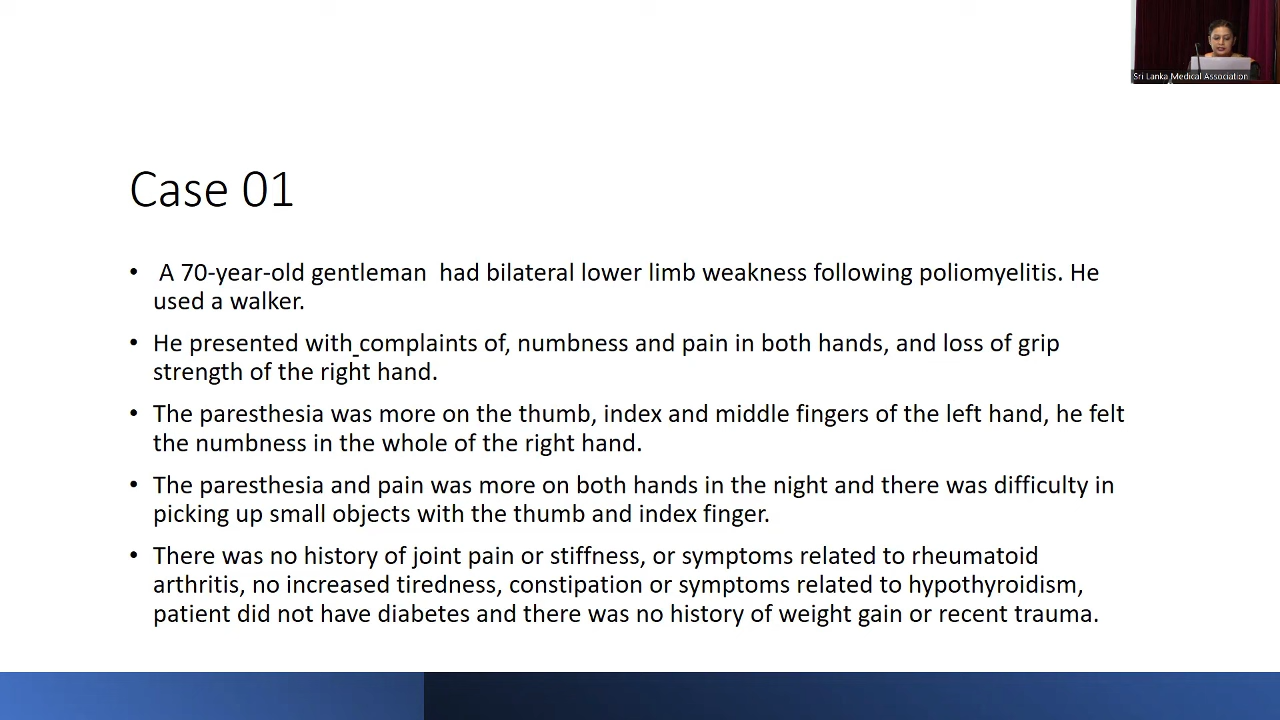 Sri Lanka Medical Association
Case 01
• A 70-year-old gentleman had bilateral lower limb weakness following poliomyelitis. He
used a walker.
• He presented with complaints of, numbness and pain in both hands, and loss of grip
strength of the right hand.
• The paresthesia was more on the thumb, index and middle fingers of the left hand, he felt
the numbness in the whole of the right hand.
• The paresthesia and pain was more on both hands in the night and there was difficulty in
picking up small objects with the thumb and index finger.
• There was no history of joint pain or stiffness, or symptoms related to rheumatoid
arthritis, no increased tiredness, constipation or symptoms related to hypothyroidism,
patient did not have diabetes and there was no history of weight gain or recent trauma.